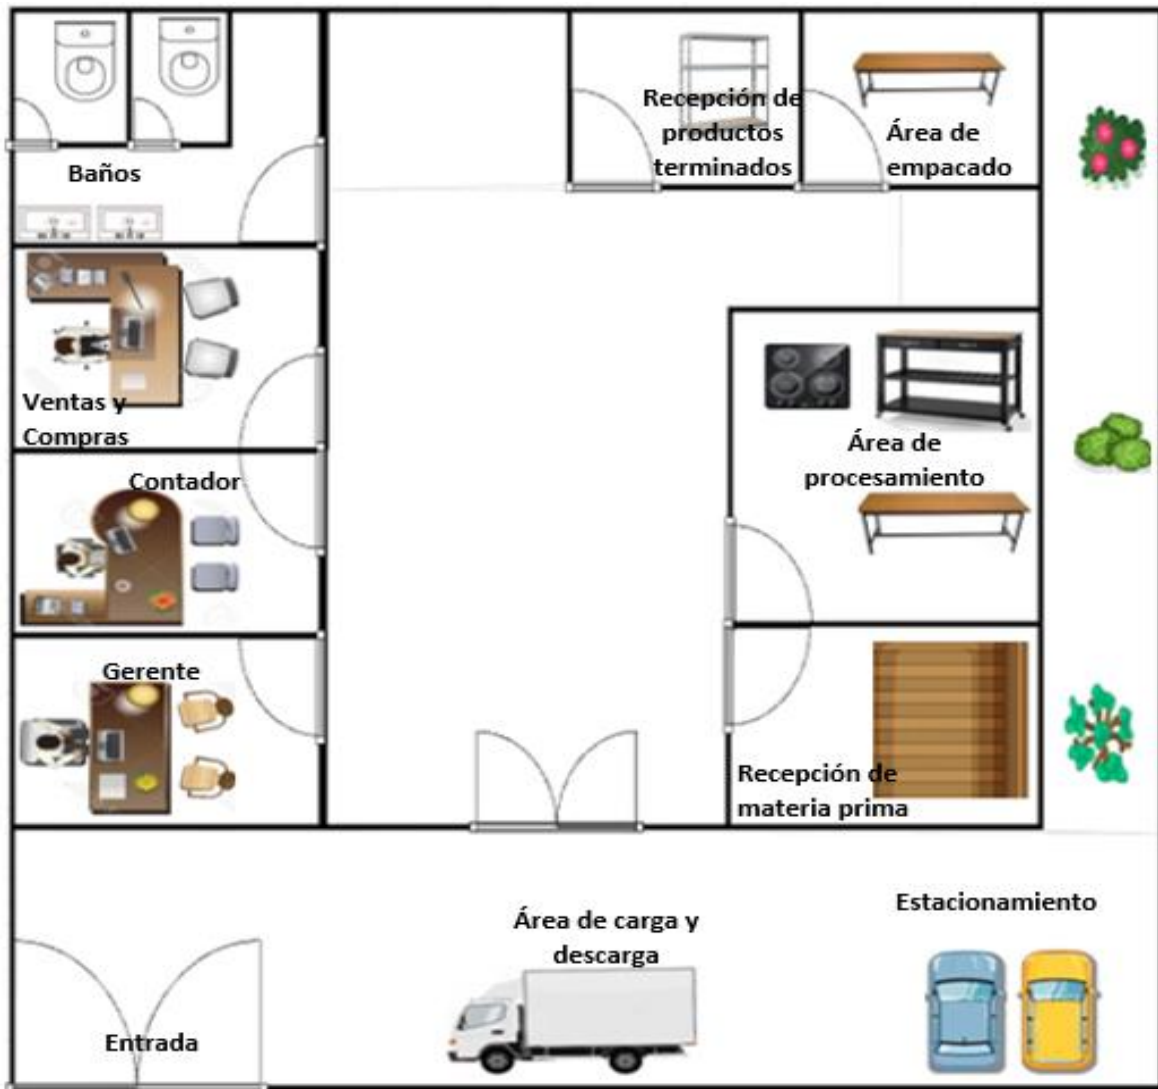 Recepción de
productos
terminados
Área de
empacado
Baños
Ventas y
Compras
Área de
procesamiento
Contador
Gerente
Recepción de
materia prima
Estacionamiento
Área de carga y
descarga
Entrada